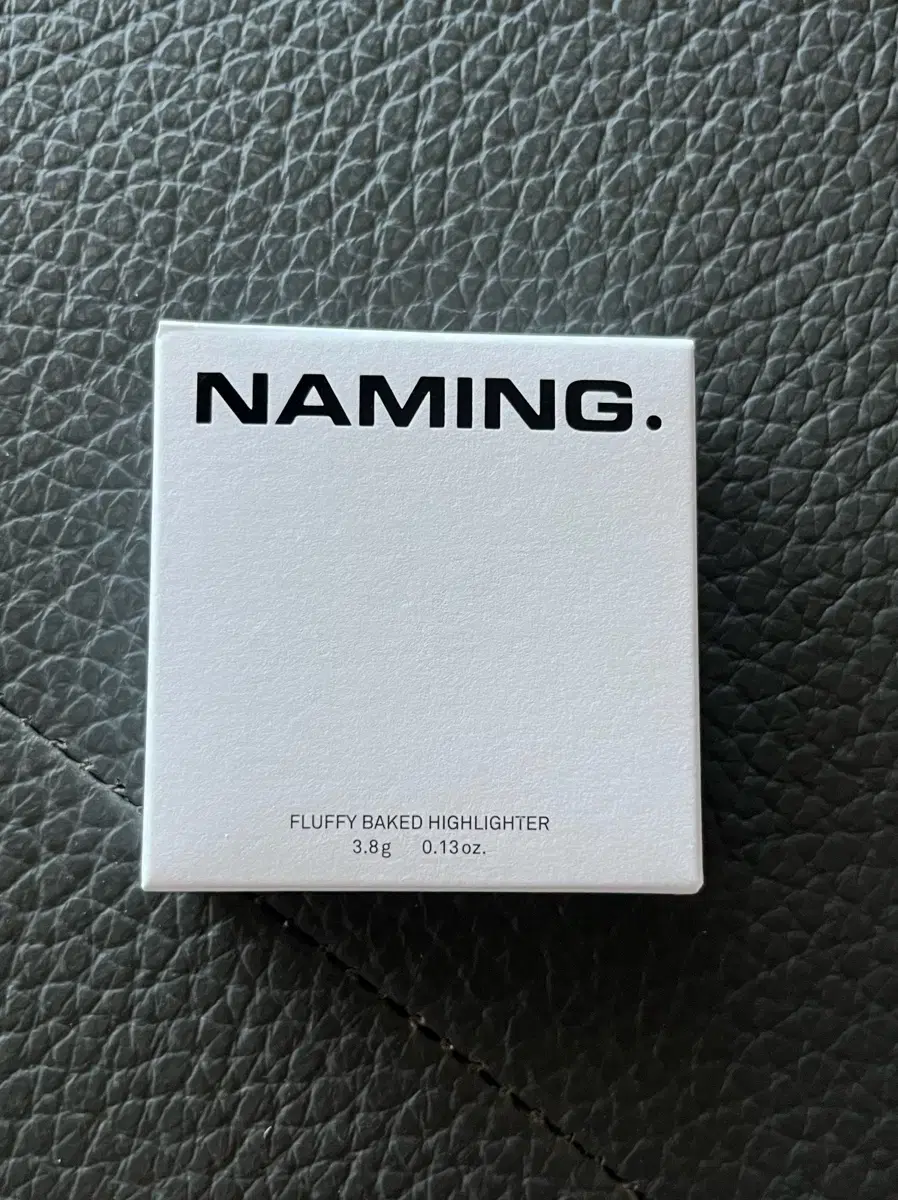 NAMING.
FLUFFY BAKED HIGHLIGHTER
3.8g 0.13oz.